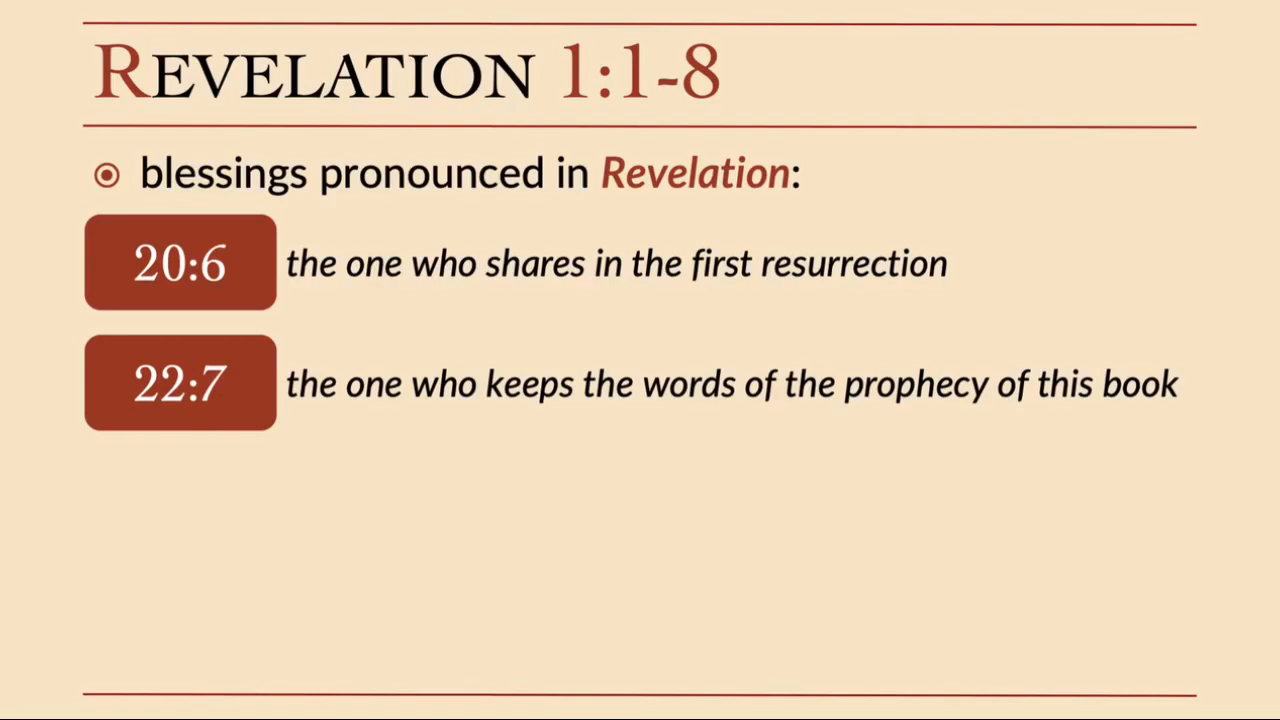 REVELATION 1:1-8
blessings pronounced in Revelation:
20:6 the one who shares in the first resurrection
22:7 the one who keeps the words of the prophecy of this book